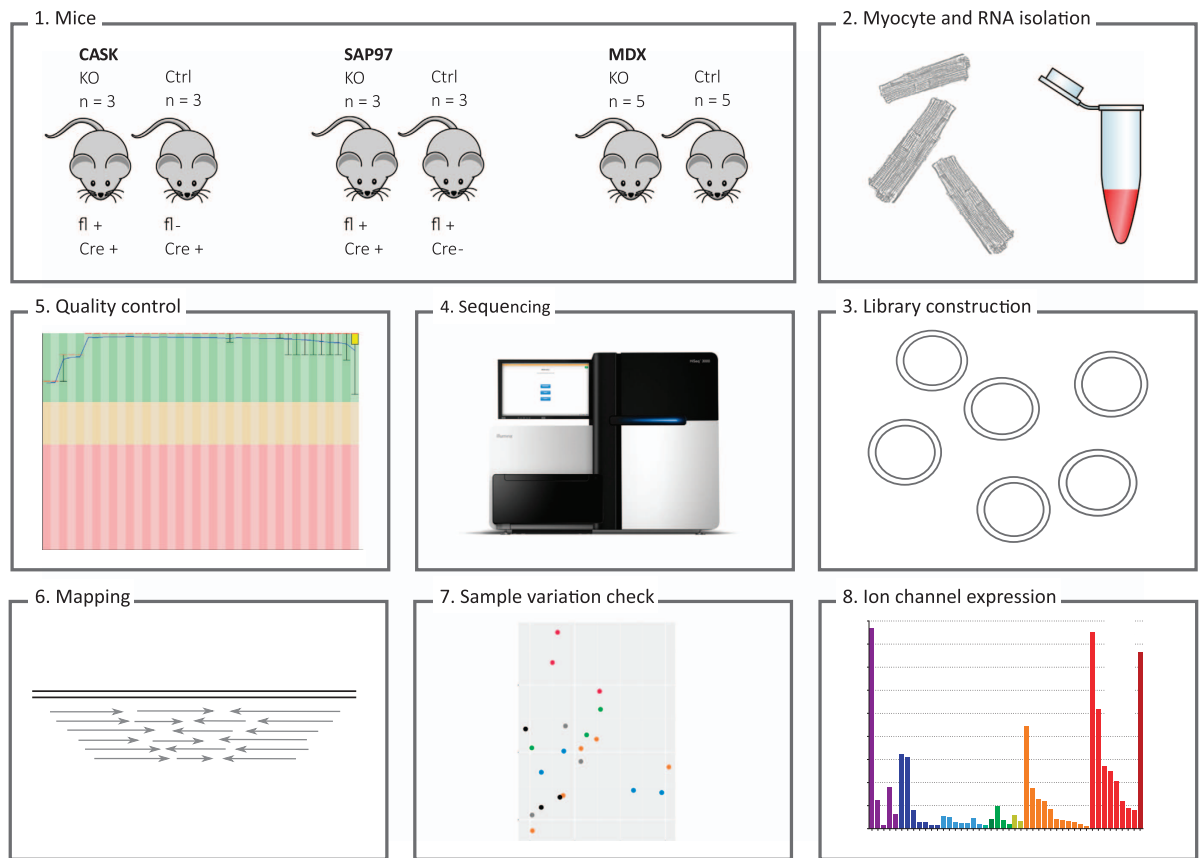 1. Mice
CASK
KO
n = 3
Ctrl
n = 3
fl +
Cre +
fl -
Cre +
SAP97
KO
n = 3
Ctrl
n = 3
fl +
Cre +
fl +
Cre-
MDX
KO
n = 5
Ctrl
n = 5
2. Myocyte and RNA isolation
5. Quality control
4. Sequencing
3. Library construction
6. Mapping
7. Sample variation check
8. Ion channel expression